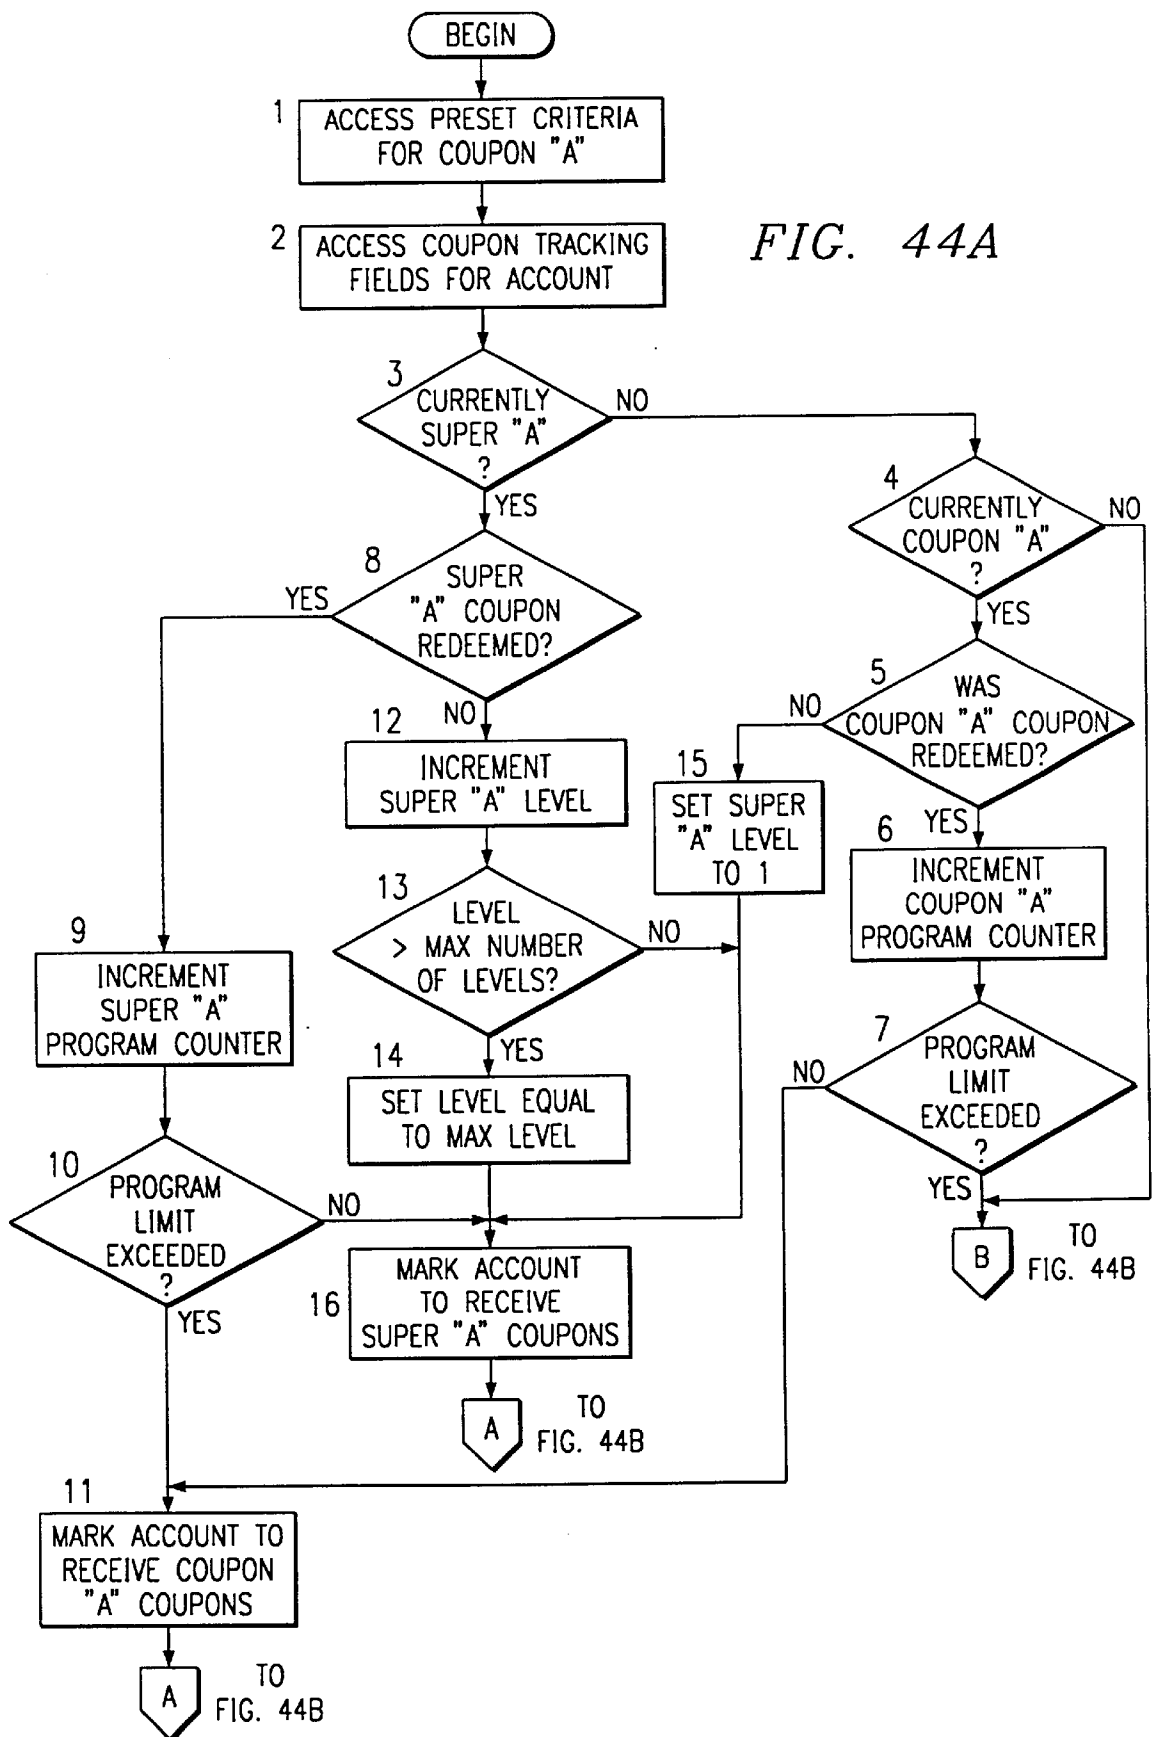 BEGIN
1
ACCESS PRESET CRITERIA
FOR COUPON "A"
2
ACCESS COUPON TRACKING
FIELDS FOR ACCOUNT
FIG. 44A
3
CURRENTLY
SUPER "A"
?
NO
YES
4
CURRENTLY
COUPON "A"
?
NO
YES
8
SUPER
"A" COUPON
REDEEMED?
YES
NO
5
WAS
COUPON "A" COUPON
REDEEMED?
NO
YES
12
INCREMENT
SUPER "A" LEVEL
15
SET SUPER
"A" LEVEL
TO 1
6
INCREMENT
COUPON "A"
PROGRAM COUNTER
13
LEVEL
> MAX NUMBER
OF LEVELS?
NO
YES
9
INCREMENT
SUPER "A"
PROGRAM COUNTER
7
PROGRAM
LIMIT
EXCEEDED
?
NO
YES
14
SET LEVEL EQUAL
TO MAX LEVEL
10
PROGRAM
LIMIT
EXCEEDED
?
NO
YES
B
TO
FIG. 44B
16
MARK ACCOUNT
TO RECEIVE
SUPER "A" COUPONS
A
TO
FIG. 44B
11
MARK ACCOUNT TO
RECEIVE COUPON
"A" COUPONS
A
TO
FIG. 44B